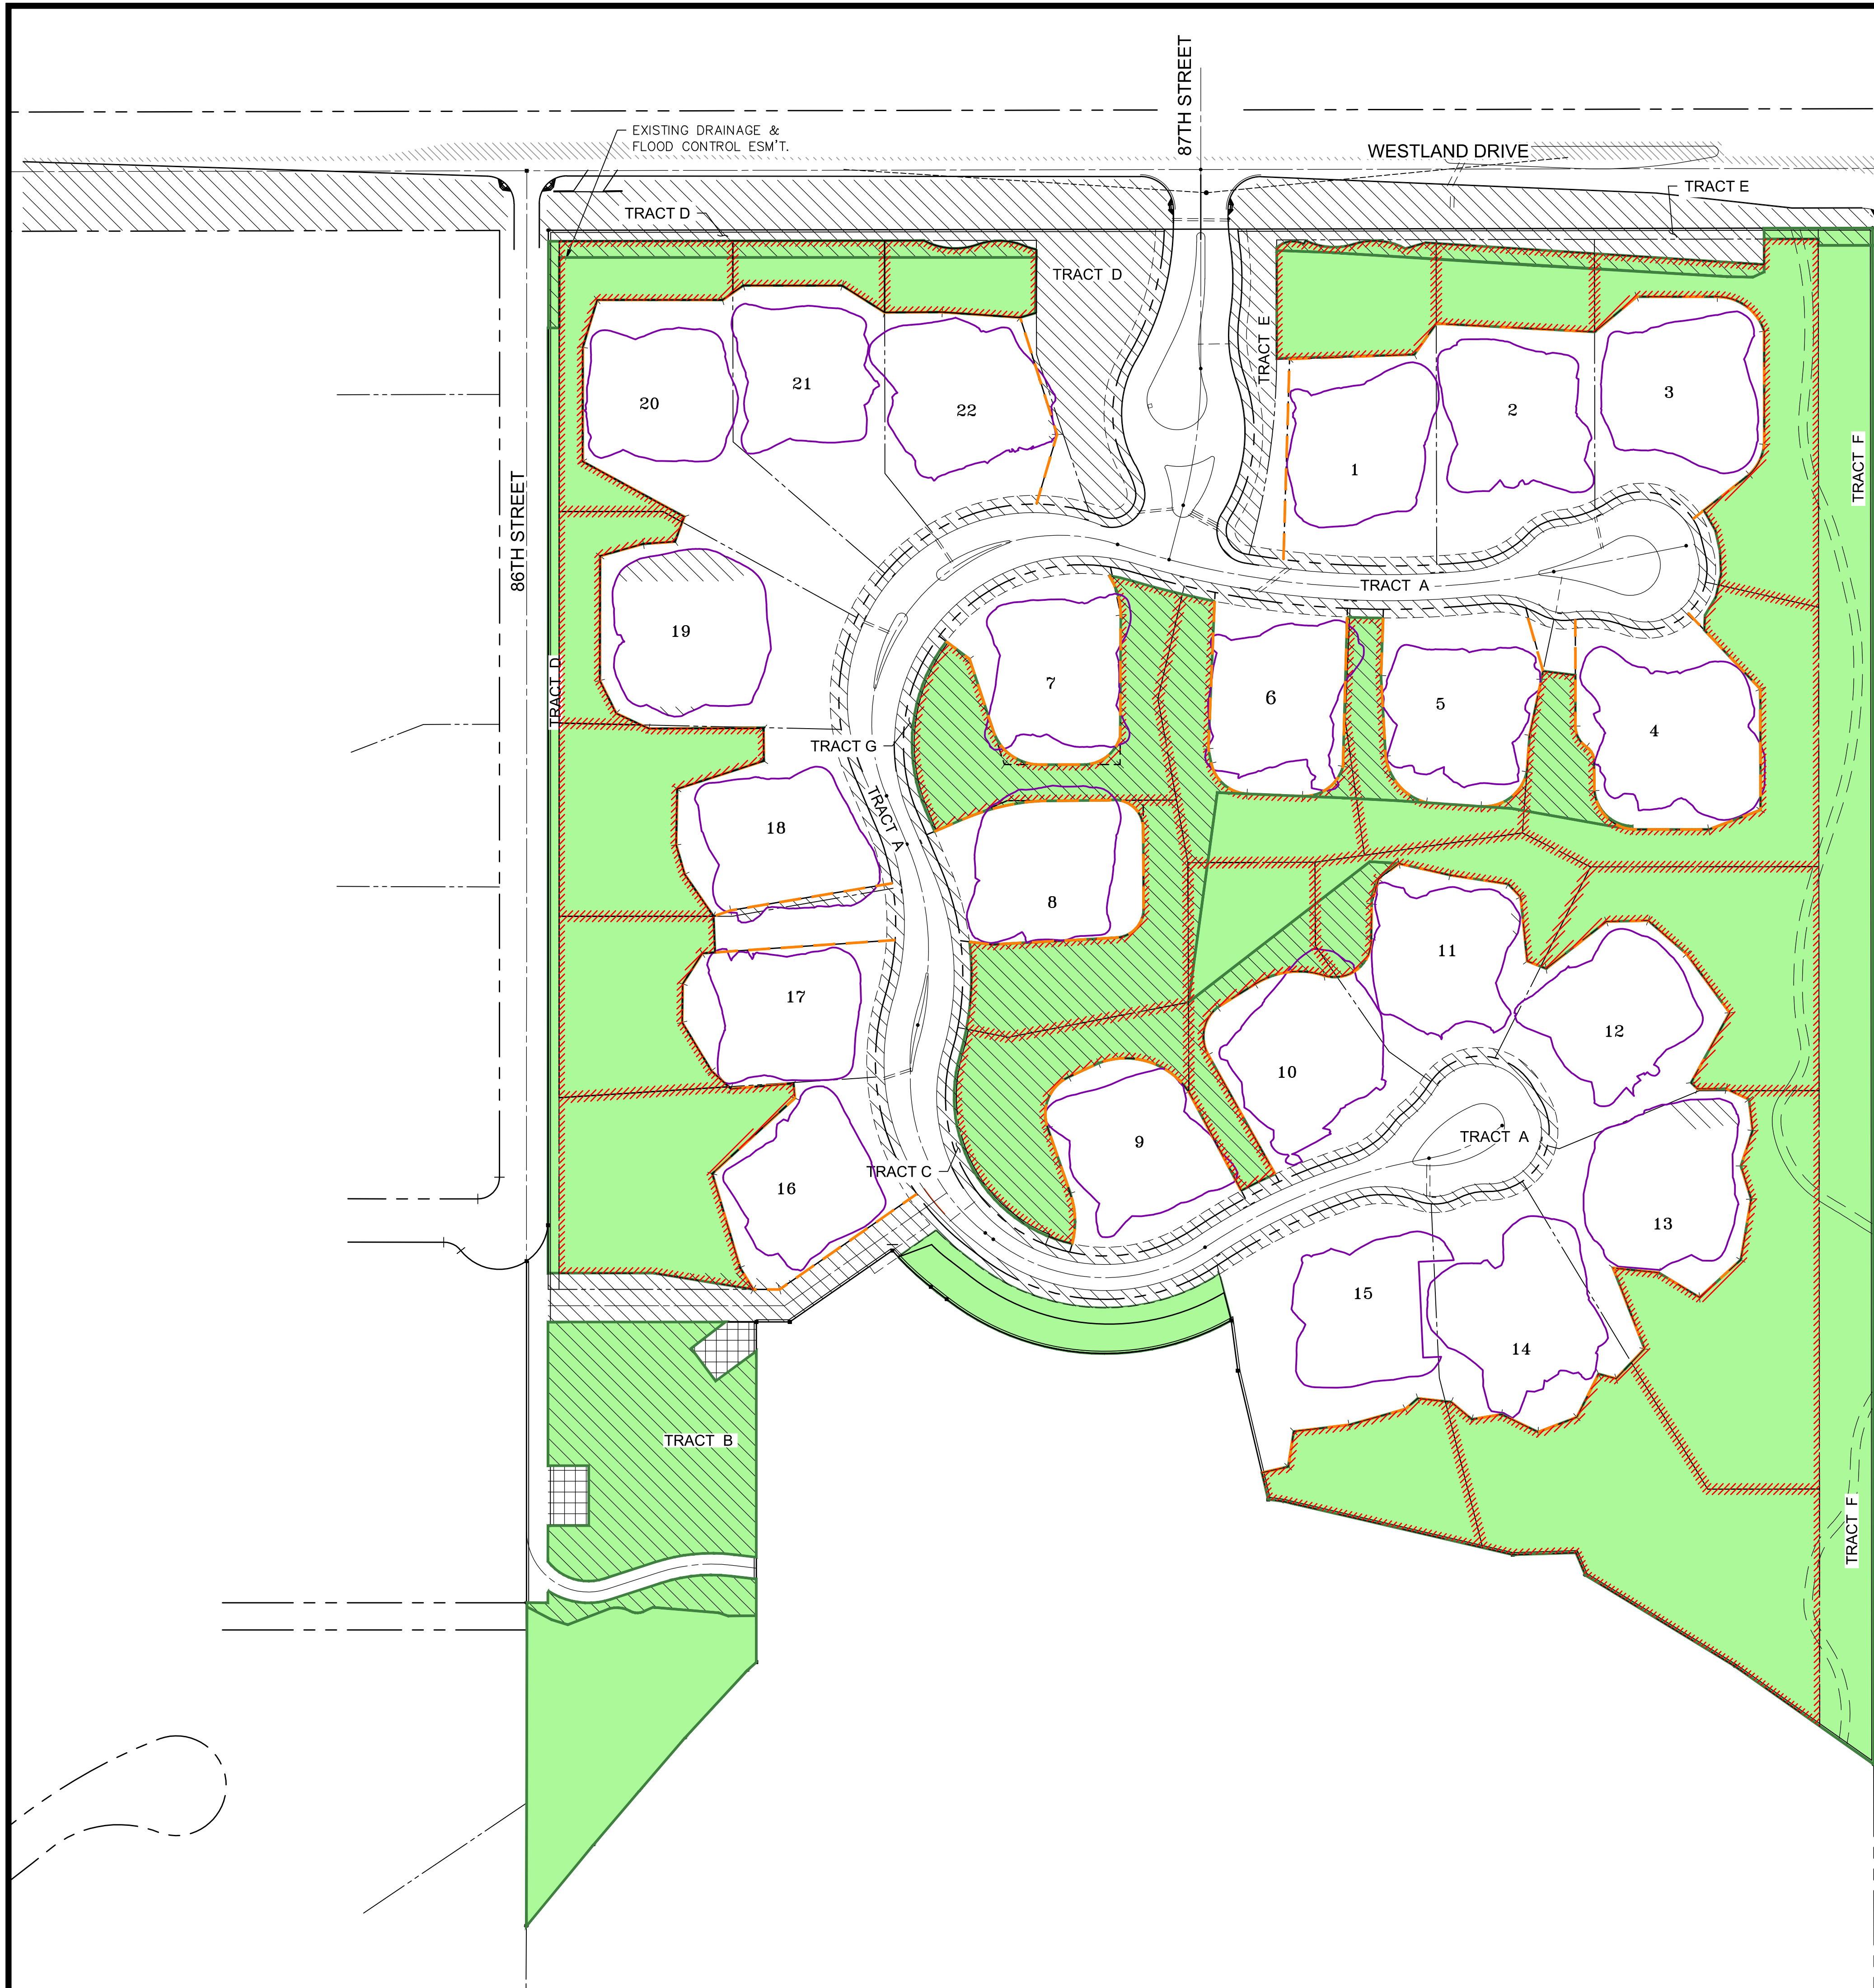 87TH STREET
EXISTING DRAINAGE &
FLOOD CONTROL ESM'T.
WESTLAND DRIVE
TRACT E
TRACT D
TRACT D
TRACT E
20
21
22
1
2
3
TRACT F
86TH STREET
TRACT A
19
TRACT D
7
6
5
4
TRACT G
TRACT A
18
8
17
11
12
10
9
TRACT A
TRACT C
16
13
15
14
TRACT B
TRACT F